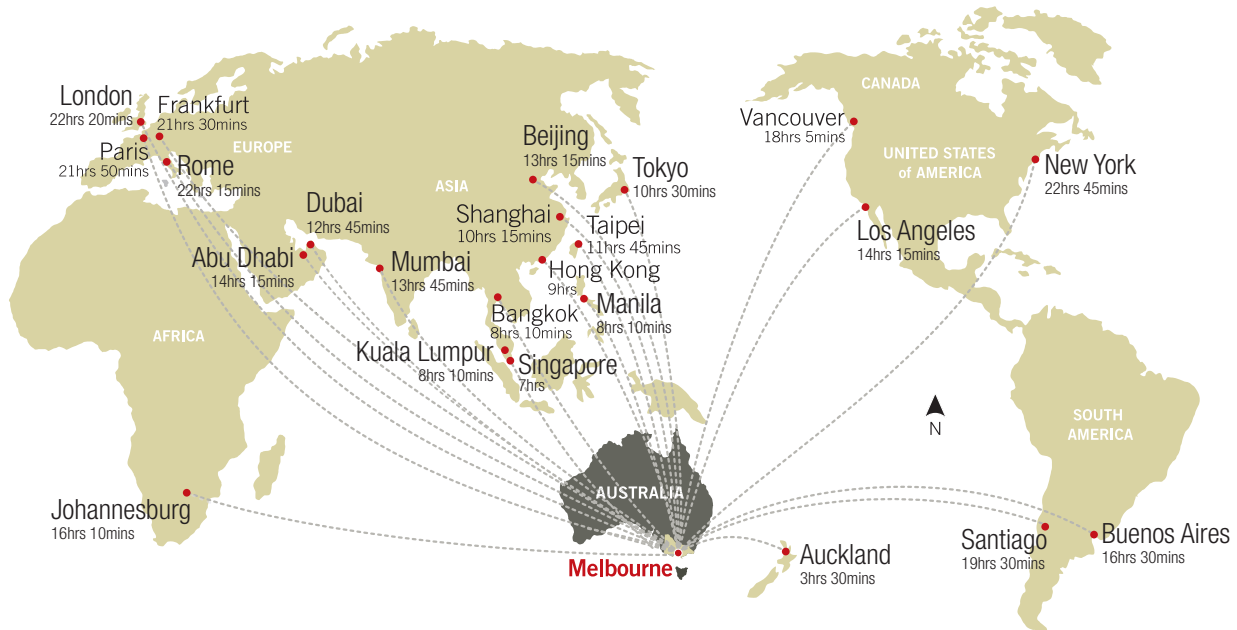 London
22hrs 20mins
Frankfurt
21hrs 30mins
Paris
21hrs 50mins
Rome
22hrs 15mins
EUROPE
Dubai
12hrs 45mins
Abu Dhabi
14hrs 15mins
AFRICA
Johannesburg
16hrs 10mins
ASIA
Mumbai
13hrs 45mins
Beijing
13hrs 15mins
Tokyo
10hrs 30mins
Shanghai
10hrs 15mins
Taipei
11hrs 45mins
Hong Kong
9hrs
Manila
8hrs 10mins
Bangkok
8hrs 10mins
Kuala Lumpur
8hrs 10mins
Singapore
7hrs
AUSTRALIA
Melbourne
Auckland
3hrs 30mins
CANADA
Vancouver
18hrs 5mins
UNITED STATES
of AMERICA
New York
22hrs 45mins
Los Angeles
14hrs 15mins
N
SOUTH
AMERICA
Santiago
19hrs 30mins
Buenos Aires
16hrs 30mins